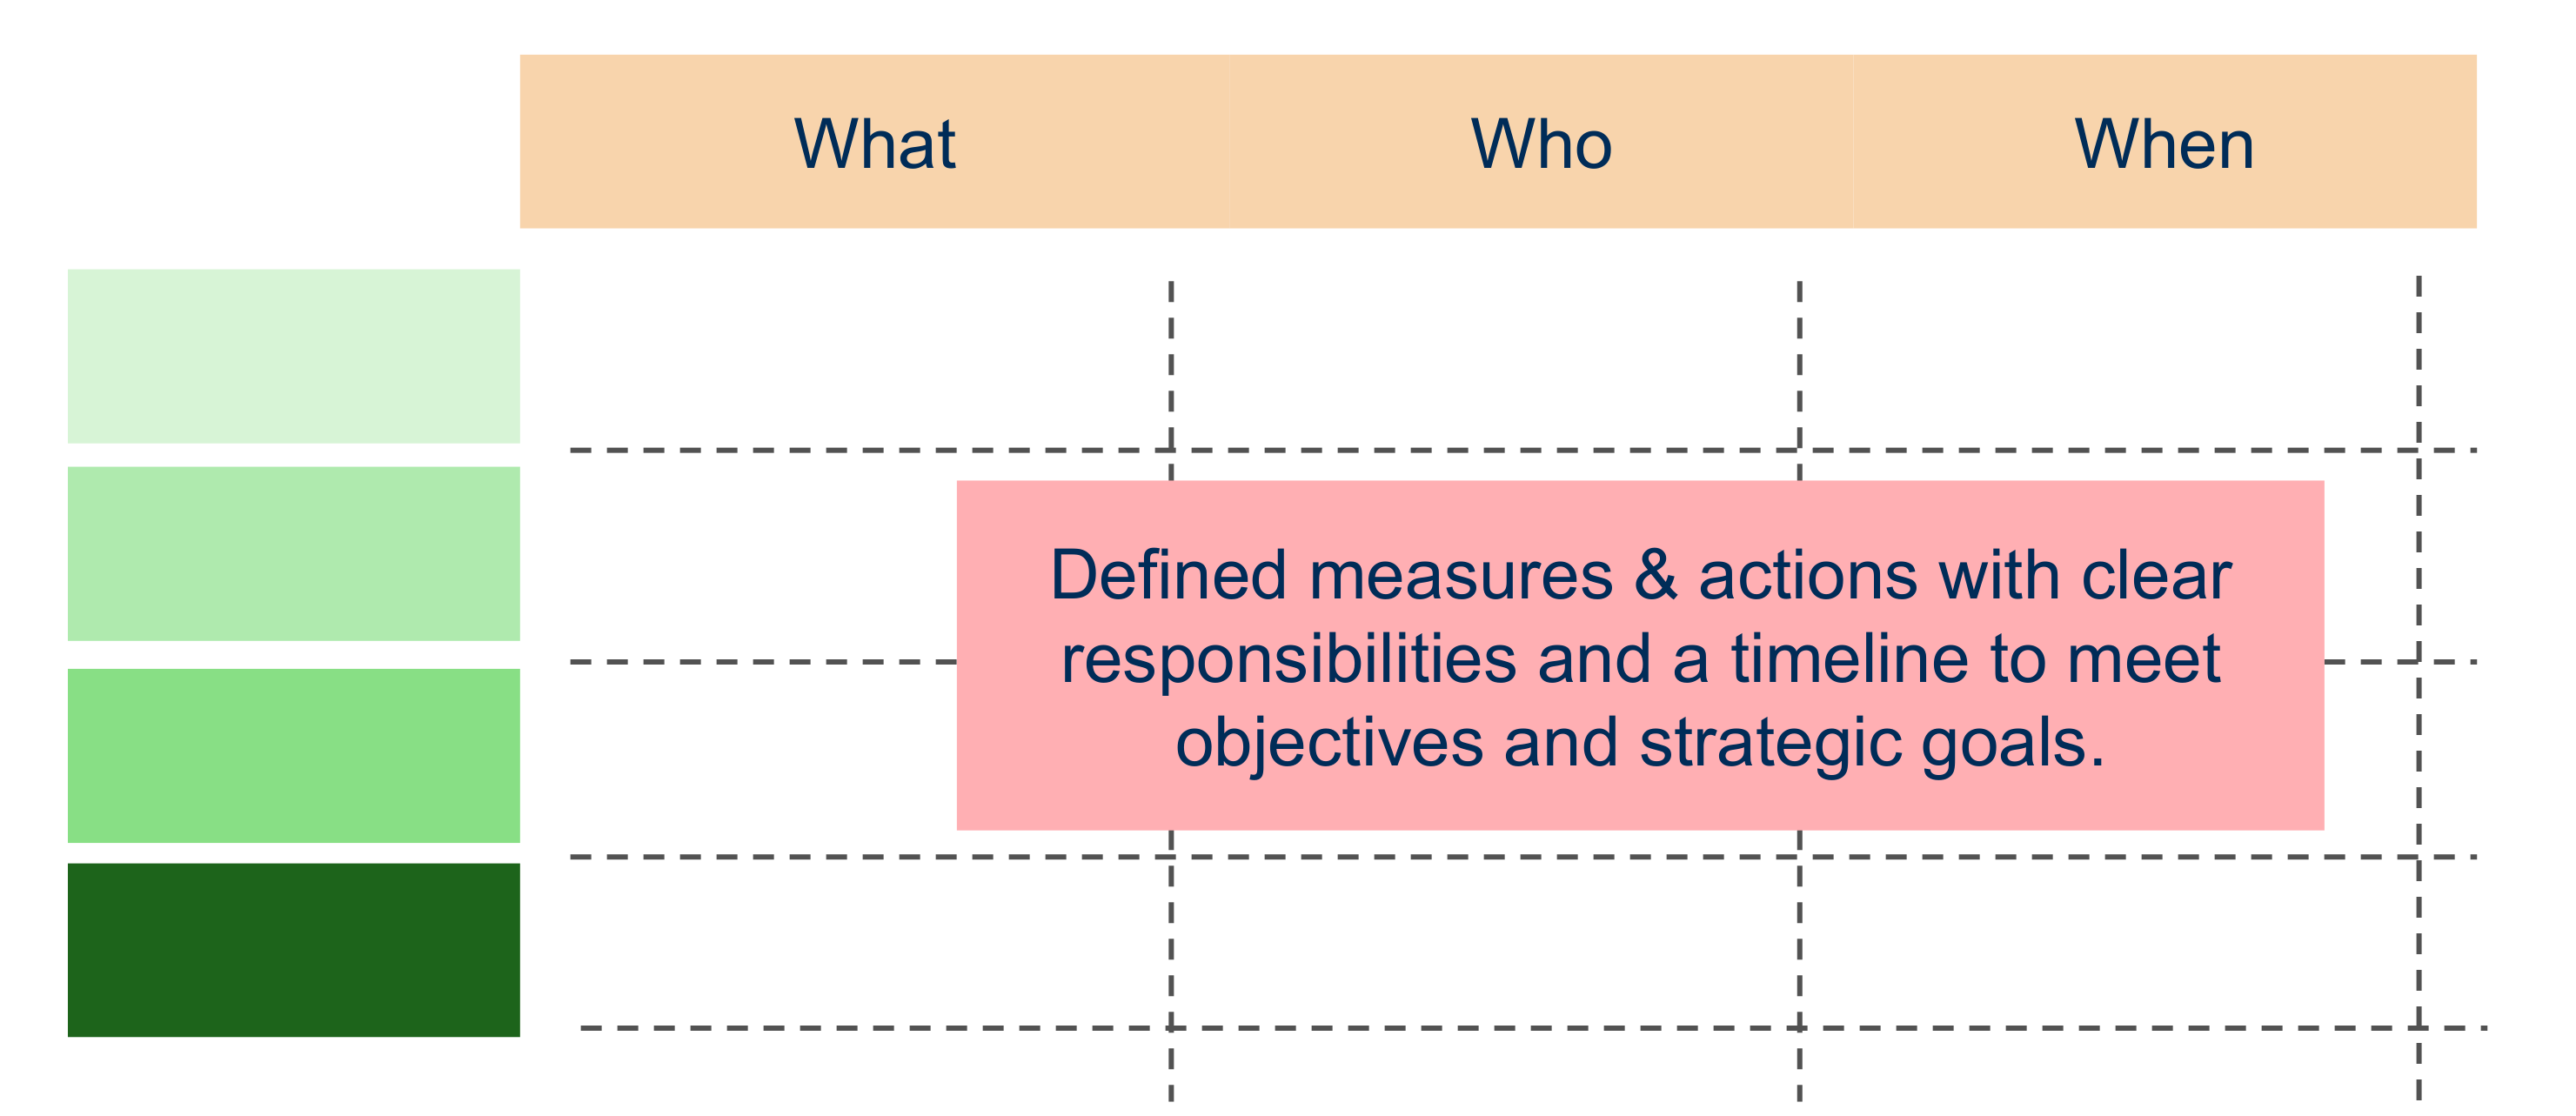 What
Who
When
Defined measures & actions with clear
responsibilities and a timeline to meet
objectives and strategic goals.